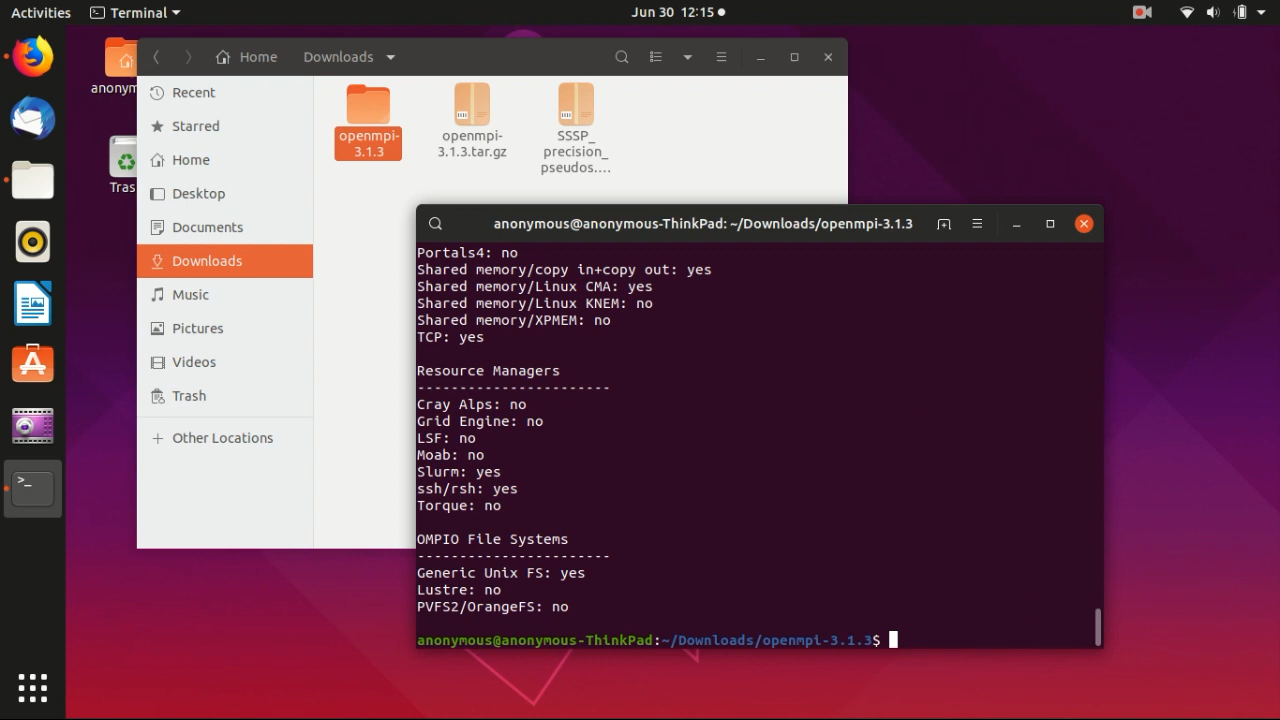 Activities
Terminal
Jun 30 12:15
anonym
Tras
Home
Downloads
Recent
Starred
Home
Desktop
Documents
Downloads
Music
Pictures
Videos
Trash
Other Locations
openmpi-
3.1.3
openmpi-
3.1.3.tar.gz
SSSP_
precision_
pseudos....
anonymous@anonymous-ThinkPad: ~/Downloads/openmpi-3.1.3
Portals4: no
Shared memory/copy in+copy out: yes
Shared memory/Linux CMA: yes
Shared memory/Linux KNEM: no
Shared memory/XPMEM: no
TCP: yes
Resource Managers
-----------------------
Cray Alps: no
Grid Engine: no
LSF: no
Moab: no
Slurm: yes
ssh/rsh: yes
Torque: no
OMPIO File Systems
-----------------------
Generic Unix FS: yes
Lustre: no
PVFS2/OrangeFS: no
anonymous@anonymous-ThinkPad:~/Downloads/openmpi-3.1.3$